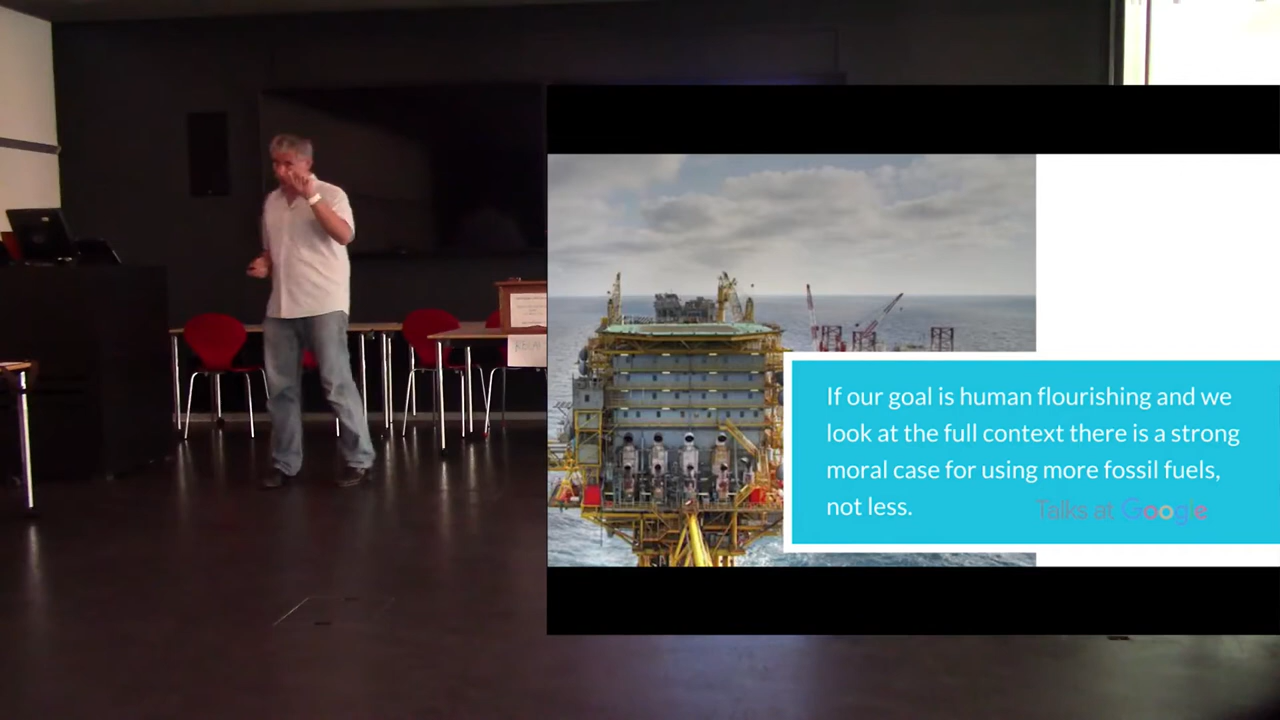 If our goal is human flourishing and we
look at the full context there is a strong
moral case for using more fossil fuels,
not less.
Talks at Google